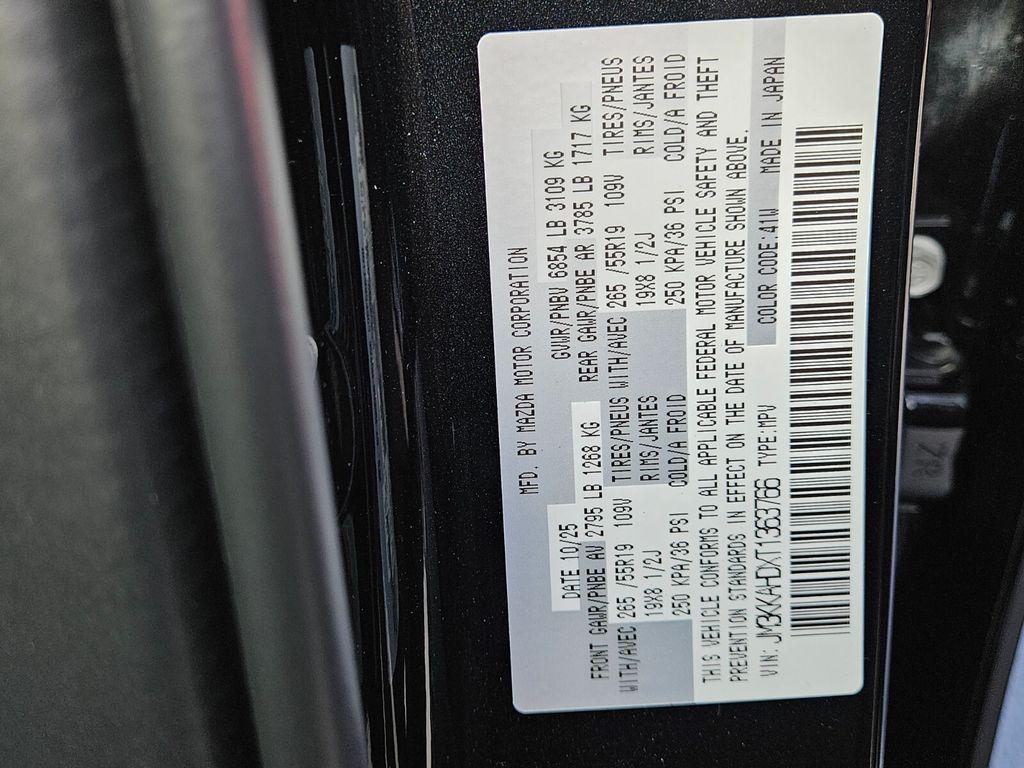 MFD. BY MAZDA MOTOR CORPORATION
DATE 10/25 GVWR/PNBV 6854 LB 3109 KG
FRONT GAWR/PNBE AV 2795 LB 1268 KG REAR GAWR/PNBE AR 3785 LB 1717 KG
WITH/AVEC 265 /55R19 109V TIRES/PNEUS WITH/AVEC 265 /55R19 109V TIRES/PNEUS
19X8 1/2J RIMS/JANTES 19X8 1/2J RIMS/JANTES
250 KPA/36 PSI COLD/A FROID 250 KPA/36 PSI COLD/A FROID
THIS VEHICLE CONFORMS TO ALL APPLICABLE FEDERAL MOTOR VEHICLE SAFETY AND THEFT
PREVENTION STANDARDS IN EFFECT ON THE DATE OF MANUFACTURE SHOWN ABOVE.
VIN: JM3KKAHDXT1363766 TYPE:MPV COLOR CODE:41W MADE IN JAPAN